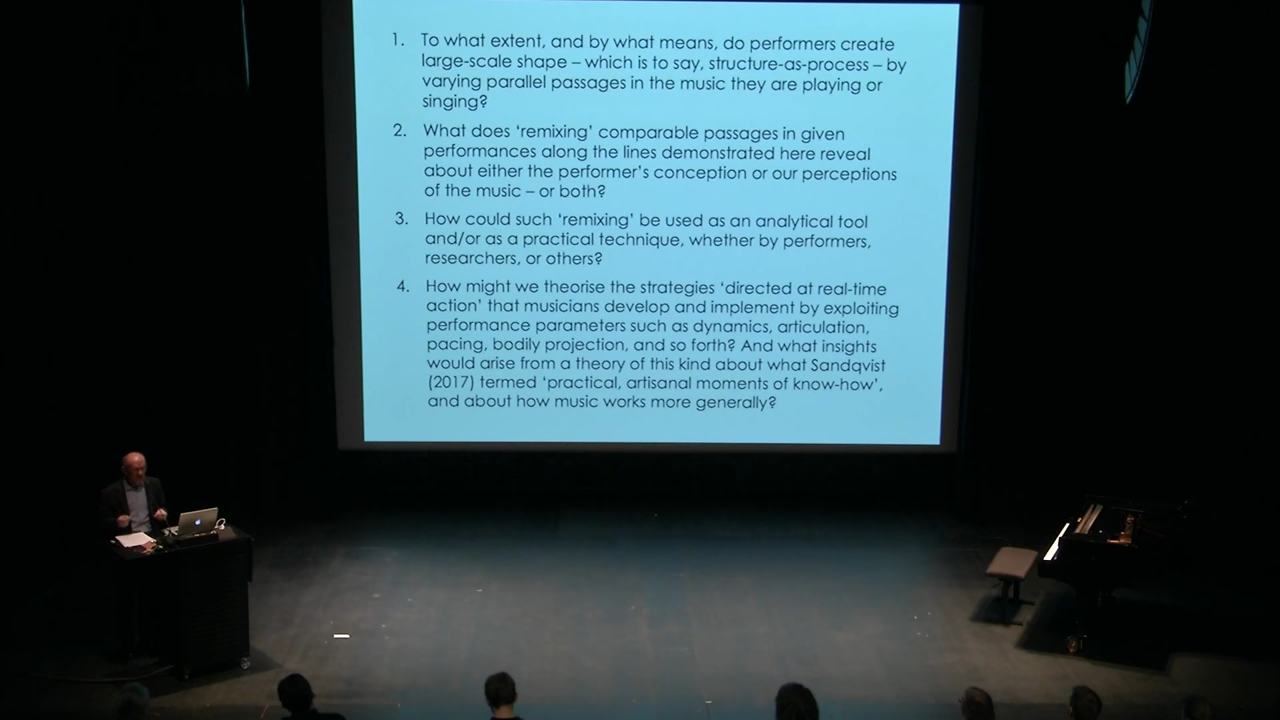 1. To what extent, and by what means, do performers create
large-scale shape – which is to say, structure-as-process – by
varying parallel passages in the music they are playing or
singing?
2. What does ‘remixing’ comparable passages in given
performances along the lines demonstrated here reveal
about either the performer’s conception or our perceptions
of the music – or both?
3. How could such ‘remixing’ be used as an analytical tool
and/or as a practical technique, whether by performers,
researchers, or others?
4. How might we theorise the strategies ‘directed at real-time
action’ that musicians develop and implement by exploiting
performance parameters such as dynamics, articulation,
pacing, bodily projection, and so forth? And what insights
would arise from a theory of this kind about what Sandqvist
(2017) termed ‘practical, artisanal moments of know-how’,
and about how music works more generally?